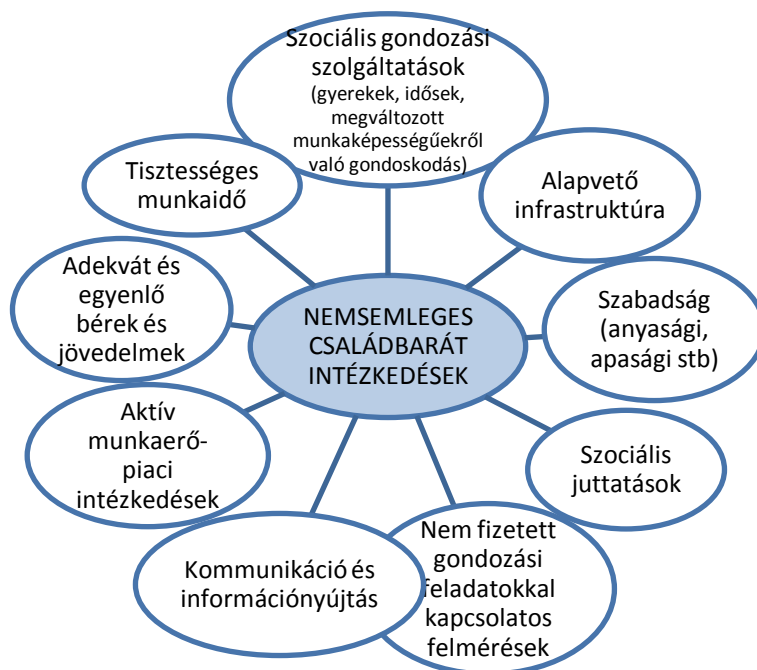 Szociális gondozási
szolgáltatások
(gyerekek, idősek,
megváltozott
munkaképességűekről
való gondoskodás)
Tisztességes
munkaidő
Alapvető
infrastruktúra
Adekvát és
egyenlő
bérek és
jövedelmek
NEMSEMLEGES
CSALÁDBARÁT
INTÉZKEDÉSEK
Szabadság
(anyasági,
apasági stb)
Aktív
munkaerő-
piaci
intézkedések
Szociális
juttatások
Kommunikáció és
információnyújtás
Nem fizetett
gondozási
feladatokkal
kapcsolatos
felmérések